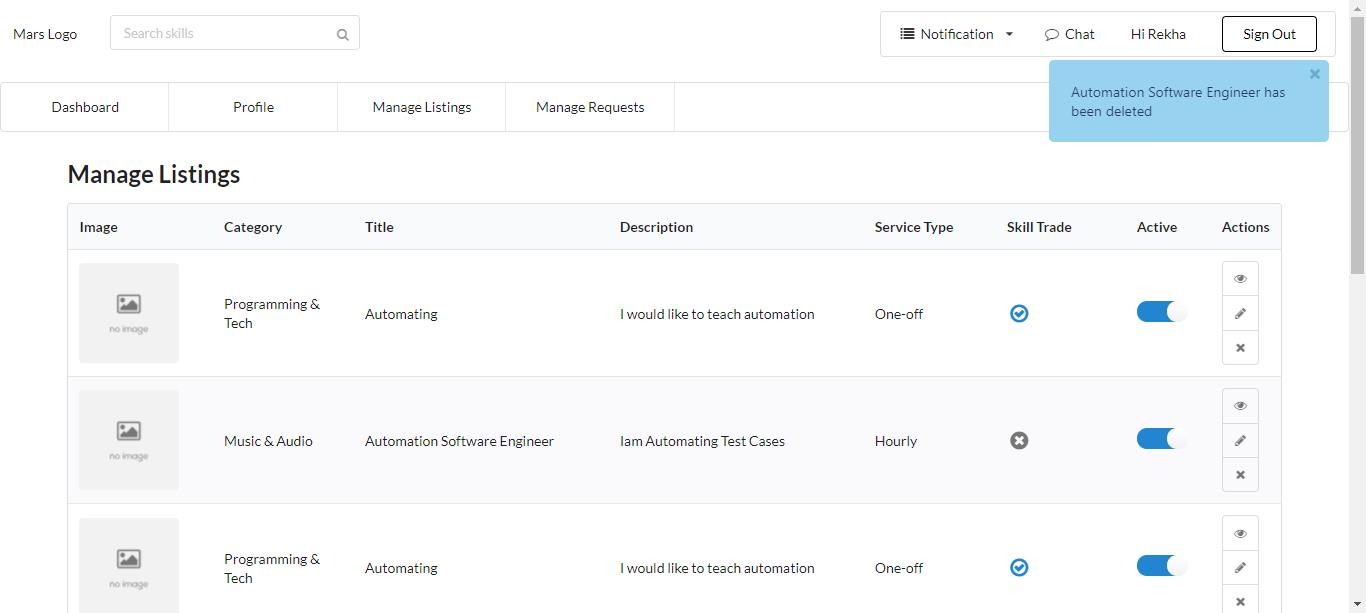 Mars Logo
Search skills
Notification
Chat
Hi Rekha
Sign Out
Automation Software Engineer has
been deleted
Dashboard
Profile
Manage Listings
Manage Requests
Manage Listings
Image
Category
Title
Description
Service Type
Skill Trade
Active
Actions
no image
Programming &
Tech
Automating
I would like to teach automation
One-off
no image
Music & Audio
Automation Software Engineer
Iam Automating Test Cases
Hourly
no image
Programming &
Tech
Automating
I would like to teach automation
One-off